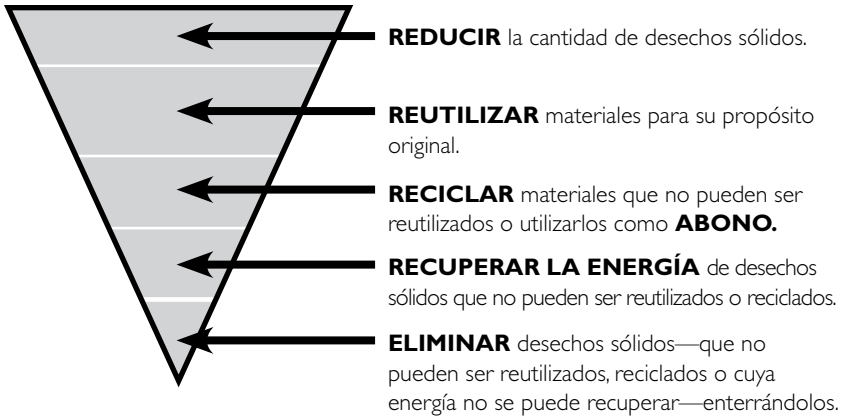 REDUCIR la cantidad de desechos sólidos.
REUTILIZAR materiales para su propósito
original.
RECICLAR materiales que no pueden ser
reutilizados o utilizarlos como ABONO.
RECUPERAR LA ENERGÍA de desechos
sólidos que no pueden ser reutilizados o reciclados.
ELIMINAR desechos sólidos—que no
pueden ser reutilizados, reciclados o cuya
energía no se puede recuperar—enterrándolos.